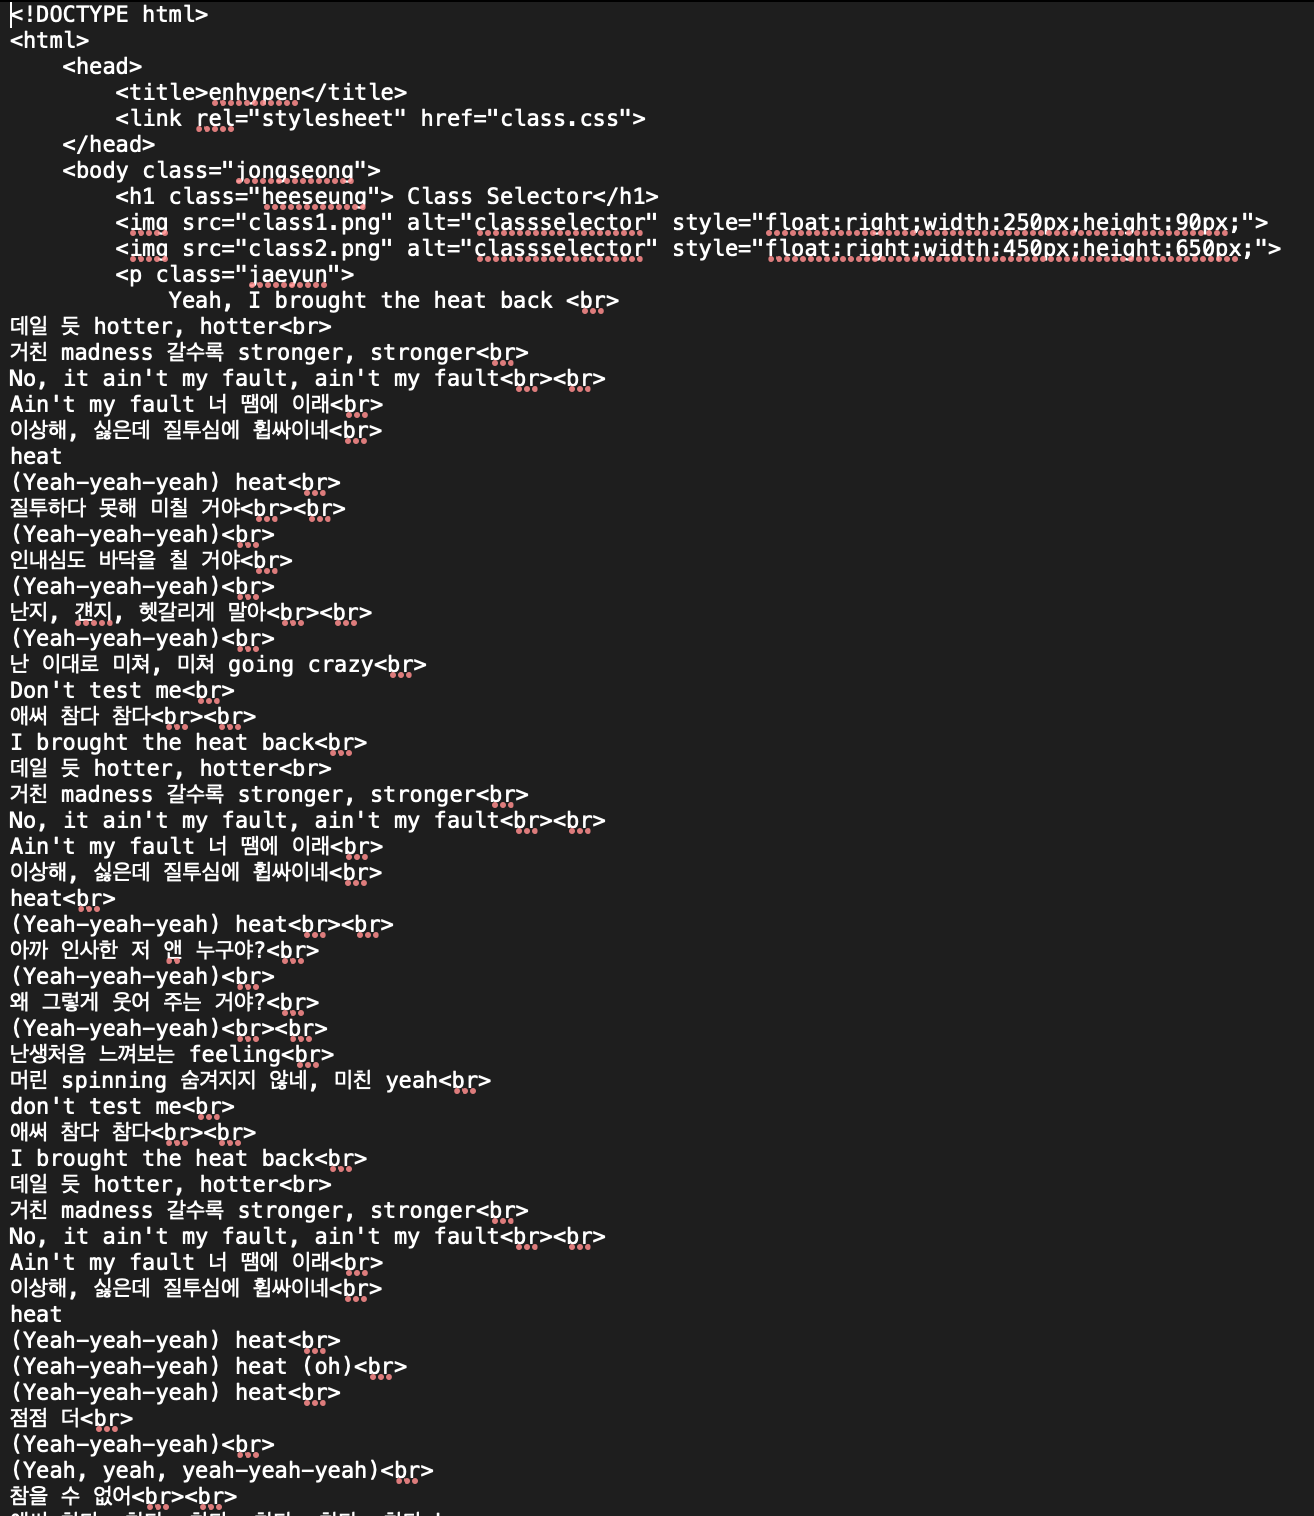 <!DOCTYPE html>
<html>
<head>
<title>enhypen</title>
<link rel="stylesheet" href="class.css">
</head>
<body class="jongseong">
<h1 class="heeseung"> Class Selector</h1>
<img src="class1.png" alt="classselector" style="float:right;width:250px;height:90px;">
<img src="class2.png" alt="classselector" style="float:right;width:450px;height:650px;">
<p class="jaeyun">
Yeah, I brought the heat back <br>
데일 듯 hotter, hotter<br>
거친 madness 갈수록 stronger, stronger<br>
No, it ain't my fault, ain't my fault<br><br>
Ain't my fault 너 땜에 이래<br>
이상해, 싫은데 질투심에 휩싸이네<br>
heat
(Yeah-yeah-yeah) heat<br>
질투하다 못해 미칠 거야<br><br>
(Yeah-yeah-yeah)<br>
인내심도 바닥을 칠 거야<br>
(Yeah-yeah-yeah)<br>
난지, 걘지, 헷갈리게 말아<br><br>
(Yeah-yeah-yeah)<br>
난 이대로 미쳐, 미쳐 going crazy<br>
Don't test me<br>
애써 참다 참다<br><br>
I brought the heat back<br>
데일 듯 hotter, hotter<br>
거친 madness 갈수록 stronger, stronger<br>
No, it ain't my fault, ain't my fault<br><br>
Ain't my fault 너 땜에 이래<br>
이상해, 싫은데 질투심에 휩싸이네<br>
heat<br>
(Yeah-yeah-yeah) heat<br><br>
아까 인사한 저 앤 누구야?<br>
(Yeah-yeah-yeah)<br>
왜 그렇게 웃어 주는 거야?<br>
(Yeah-yeah-yeah)<br><br>
난생처음 느껴보는 feeling<br>
머린 spinning 숨겨지지 않네, 미친 yeah<br>
don't test me<br>
애써 참다 참다<br><br>
I brought the heat back<br>
데일 듯 hotter, hotter<br>
거친 madness 갈수록 stronger, stronger<br>
No, it ain't my fault, ain't my fault<br><br>
Ain't my fault 너 땜에 이래<br>
이상해, 싫은데 질투심에 휩싸이네<br>
heat
(Yeah-yeah-yeah) heat<br>
(Yeah-yeah-yeah) heat (oh)<br>
(Yeah-yeah-yeah) heat<br>
점점 더<br>
(Yeah-yeah-yeah)<br>
(Yeah, yeah, yeah-yeah-yeah)<br>
참을 수 없어<br><br>